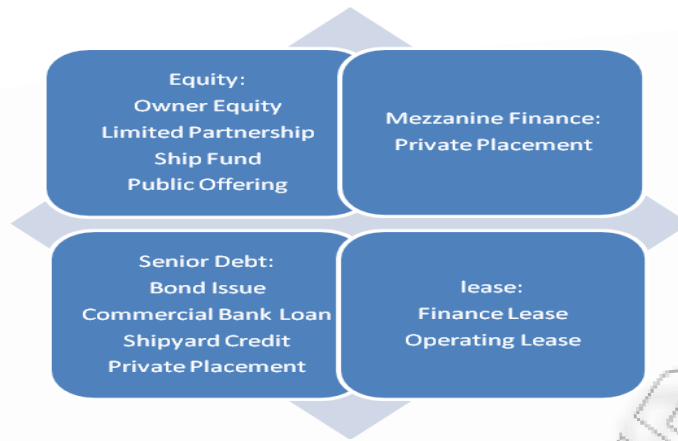 Equity:
Owner Equity
Limited Partnership
Ship Fund
Public Offering
Mezzanine Finance:
Private Placement
Senior Debt:
Bond Issue
Commercial Bank Loan
Shipyard Credit
Private Placement
lease:
Finance Lease
Operating Lease